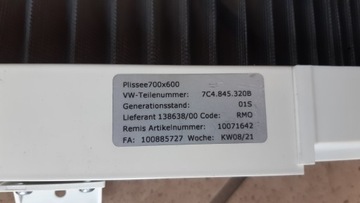 Plissee700x600
VW-Teilenummer: 7C4.845.320B
Generationsstand: 01S
Lieferant 138638/00 Code: RMO
Remis Artikelnummer: 10071642
FA: 100885727 Woche: KW08/21